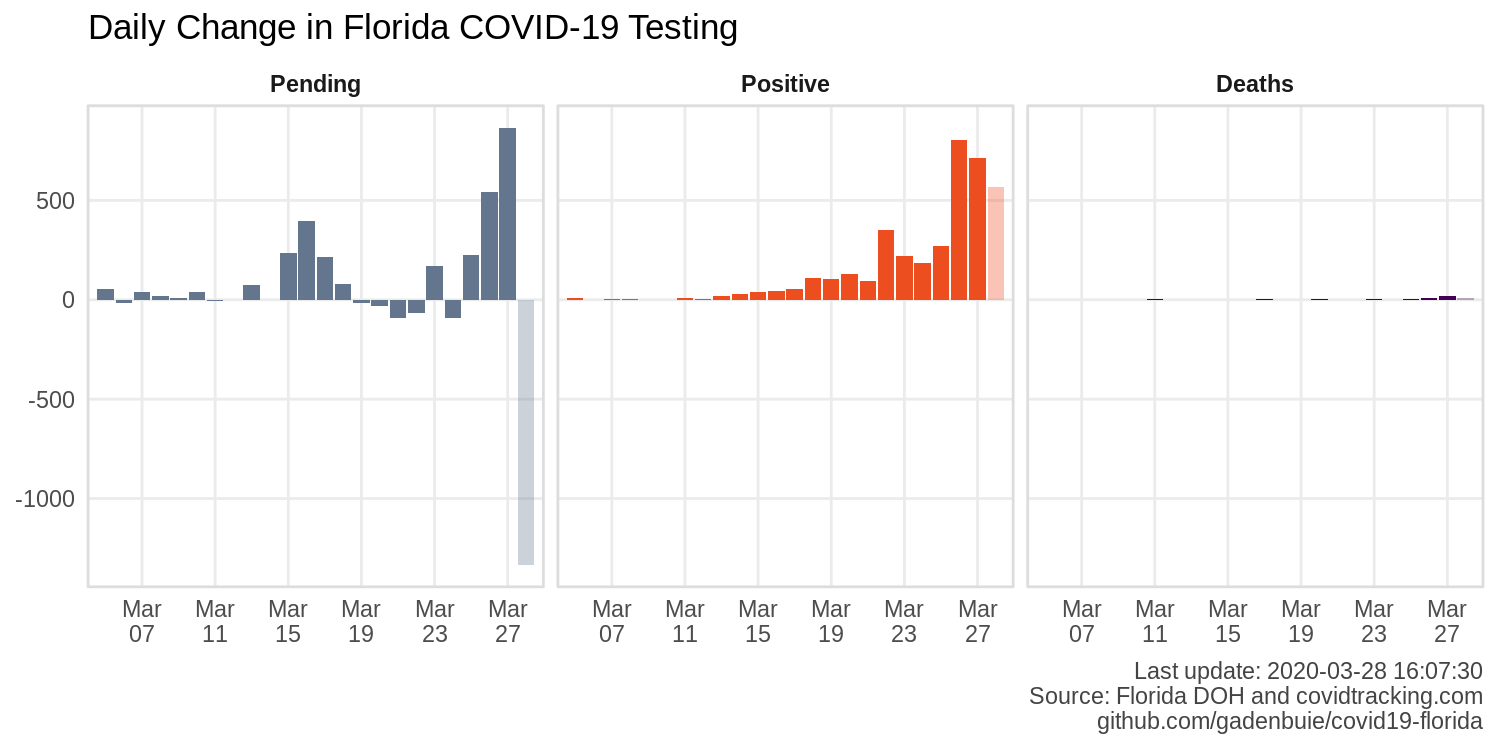 Daily Change in Florida COVID-19 Testing
Pending
Positive
Deaths
500
0
-500
-1000
Mar 07
Mar 11
Mar 15
Mar 19
Mar 23
Mar 27
Mar 07
Mar 11
Mar 15
Mar 19
Mar 23
Mar 27
Mar 07
Mar 11
Mar 15
Mar 19
Mar 23
Mar 27
Last update: 2020-03-28 16:07:30
Source: Florida DOH and covidtracking.com
github.com/gadenbuie/covid19-florida